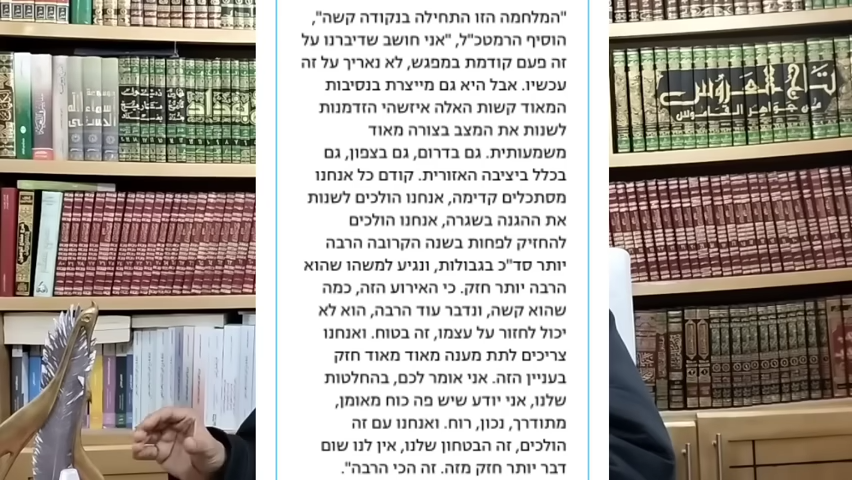 "המלחמה הזו התחילה בנקודה קשה",
הוסיף הרמטכ"ל, "אני חושב שדיברנו על
זה פעם קודמת במפגש, לא נאריך על זה
עכשיו. אבל היא גם מייצרת בנסיבות
המאוד קשות האלה איזשהי הזדמנות
לשנות את המצב בצורה מאוד
משמעותית. גם בדרום, גם בצפון, גם
בכלל ביציבה האזורית. קודם כל אנחנו
מסתכלים קדימה, אנחנו הולכים לשנות
את ההגנה בשגרה, אנחנו הולכים
להחזיק לפחות בשנה הקרובה הרבה
יותר סד"כ בגבולות, ונגיע למשהו שהוא
הרבה יותר חזק. כי האירוע הזה, כמה
שהוא קשה, ונדבר עוד הרבה, הוא לא
יכול לחזור על עצמו, זה בטוח. ואנחנו
צריכים לתת מענה מאוד מאוד חזק
בעניין הזה. אני אומר לכם, בהחלטות
שלנו, אני יודע שיש פה כוח מאומן,
מתודרך, נכון, רוח. ואנחנו עם זה
הולכים, זה הבטחון שלנו, אין לנו שום
דבר יותר חזק מזה. זה הכי הרבה".
تاج العروس
من جواهر القاموس